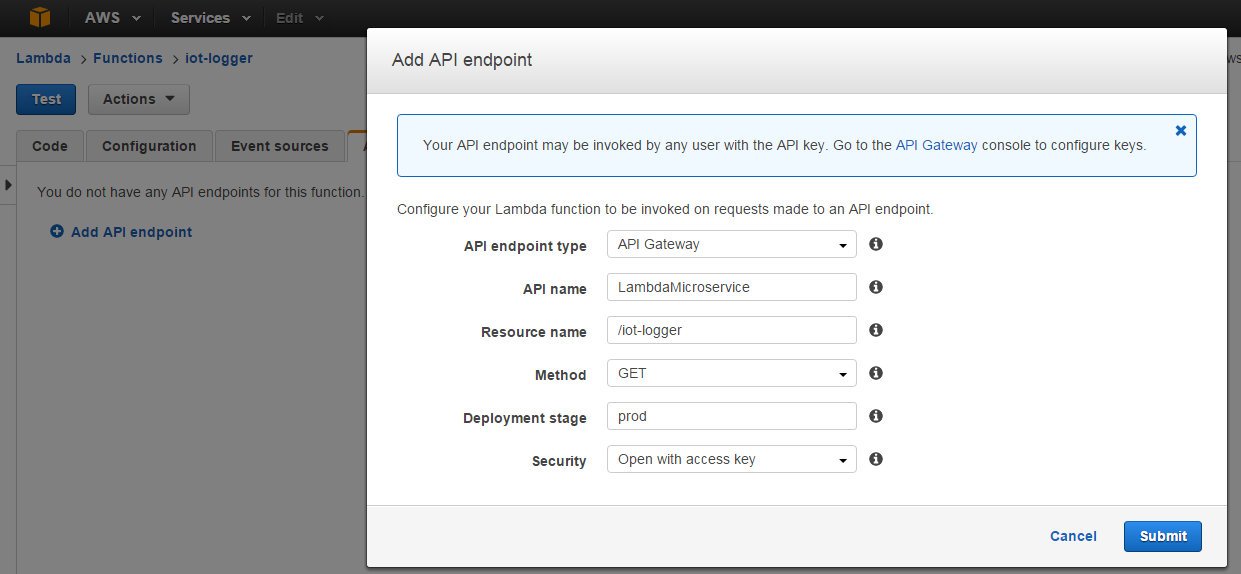 AWS Services Edit
Lambda > Functions > iot-logger
Test Actions
Code Configuration Event sources
You do not have any API endpoints for this function.
Add API endpoint
Add API endpoint
Your API endpoint may be invoked by any user with the API key. Go to the API Gateway console to configure keys.
Configure your Lambda function to be invoked on requests made to an API endpoint.
API endpoint type API Gateway
API name LambdaMicroservice
Resource name /iot-logger
Method GET
Deployment stage prod
Security Open with access key
Cancel Submit